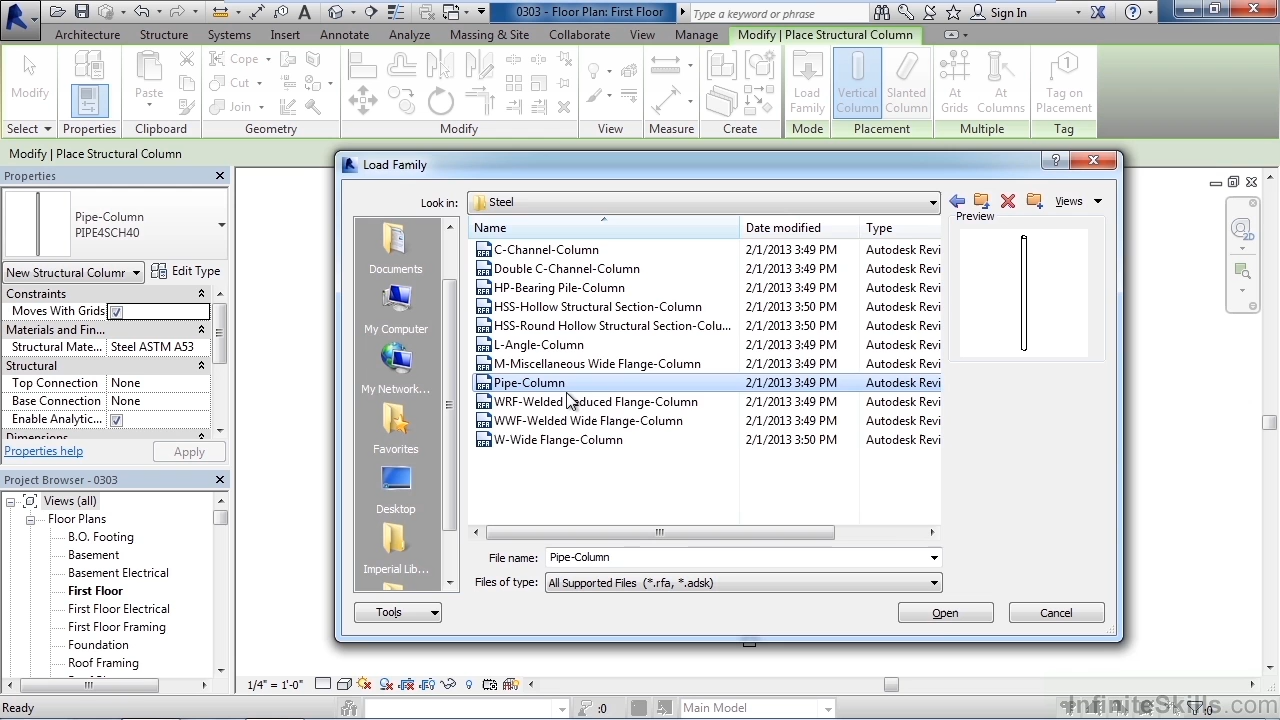 0303 - Floor Plan: First Floor
Type a keyword or phrase
Sign In
Architecture Structure Systems Insert Annotate Analyze Massing & Site Collaborate View Manage Modify | Place Structural Column
Modify
Paste
Cope
Cut
Join
Load Family
Vertical Column
Slanted Column
At Grids
At Columns
Tag on Placement
Select Properties Clipboard Geometry Modify View Measure Create Mode Placement Multiple Tag
Modify | Place Structural Column
Properties
Pipe-Column
PIPE4SCH40
New Structural Column
Edit Type
Constraints
Moves With Grids
Materials and Fin...
Structural Mate... Steel ASTM A53
Structural
Top Connection None
Base Connection None
Enable Analytic...
Dimensions
Properties help
Apply
Project Browser - 0303
Views (all)
Floor Plans
B.O. Footing
Basement
Basement Electrical
First Floor
First Floor Electrical
First Floor Framing
Foundation
Roof Framing
Load Family
Look in: Steel
Views
Preview
Documents
My Computer
My Network...
Favorites
Desktop
Imperial Lib...
Name Date modified Type
C-Channel-Column 2/1/2013 3:49 PM Autodesk Revi
Double C-Channel-Column 2/1/2013 3:49 PM Autodesk Revi
HP-Bearing Pile-Column 2/1/2013 3:49 PM Autodesk Revi
HSS-Hollow Structural Section-Column 2/1/2013 3:50 PM Autodesk Revi
HSS-Round Hollow Structural Section-Colu... 2/1/2013 3:50 PM Autodesk Revi
L-Angle-Column 2/1/2013 3:49 PM Autodesk Revi
M-Miscellaneous Wide Flange-Column 2/1/2013 3:49 PM Autodesk Revi
Pipe-Column 2/1/2013 3:49 PM Autodesk Revi
WRF-Welded Reduced Flange-Column 2/1/2013 3:49 PM Autodesk Revi
WWF-Welded Wide Flange-Column 2/1/2013 3:49 PM Autodesk Revi
W-Wide Flange-Column 2/1/2013 3:50 PM Autodesk Revi
File name: Pipe-Column
Files of type: All Supported Files (*.rfa, *.adsk)
Tools
Open
Cancel
2D
1/4" = 1'-0"
Ready
:0
Main Model
:0
InfiniteSkills.com